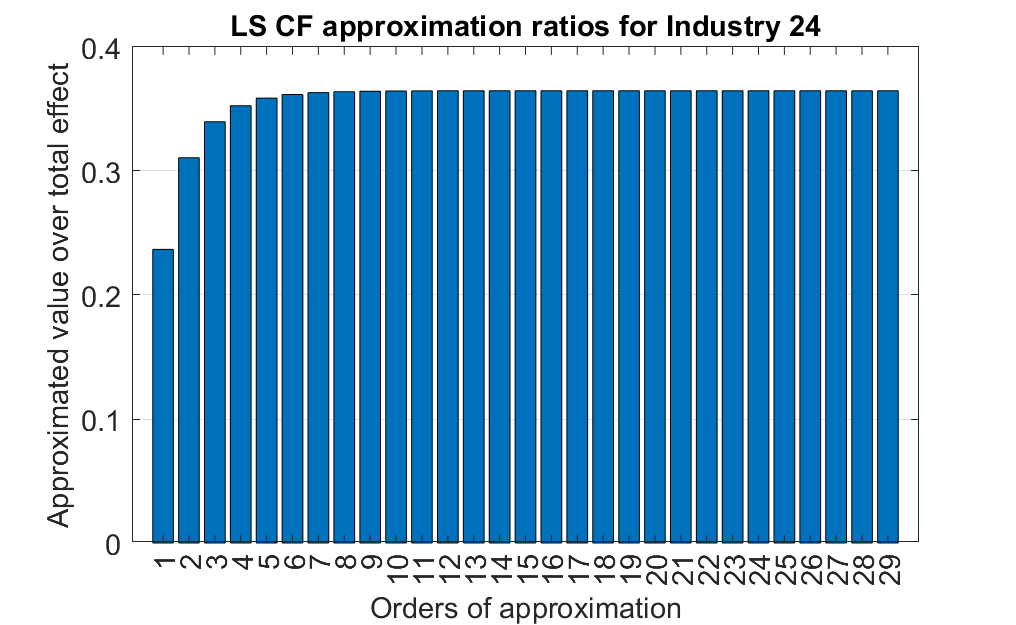 LS CF approximation ratios for Industry 24
Approximated value over total effect
0.4
0.3
0.2
0.1
0
1 2 3 4 5 6 7 8 9 10 11 12 13 14 15 16 17 18 19 20 21 22 23 24 25 26 27 28 29
Orders of approximation